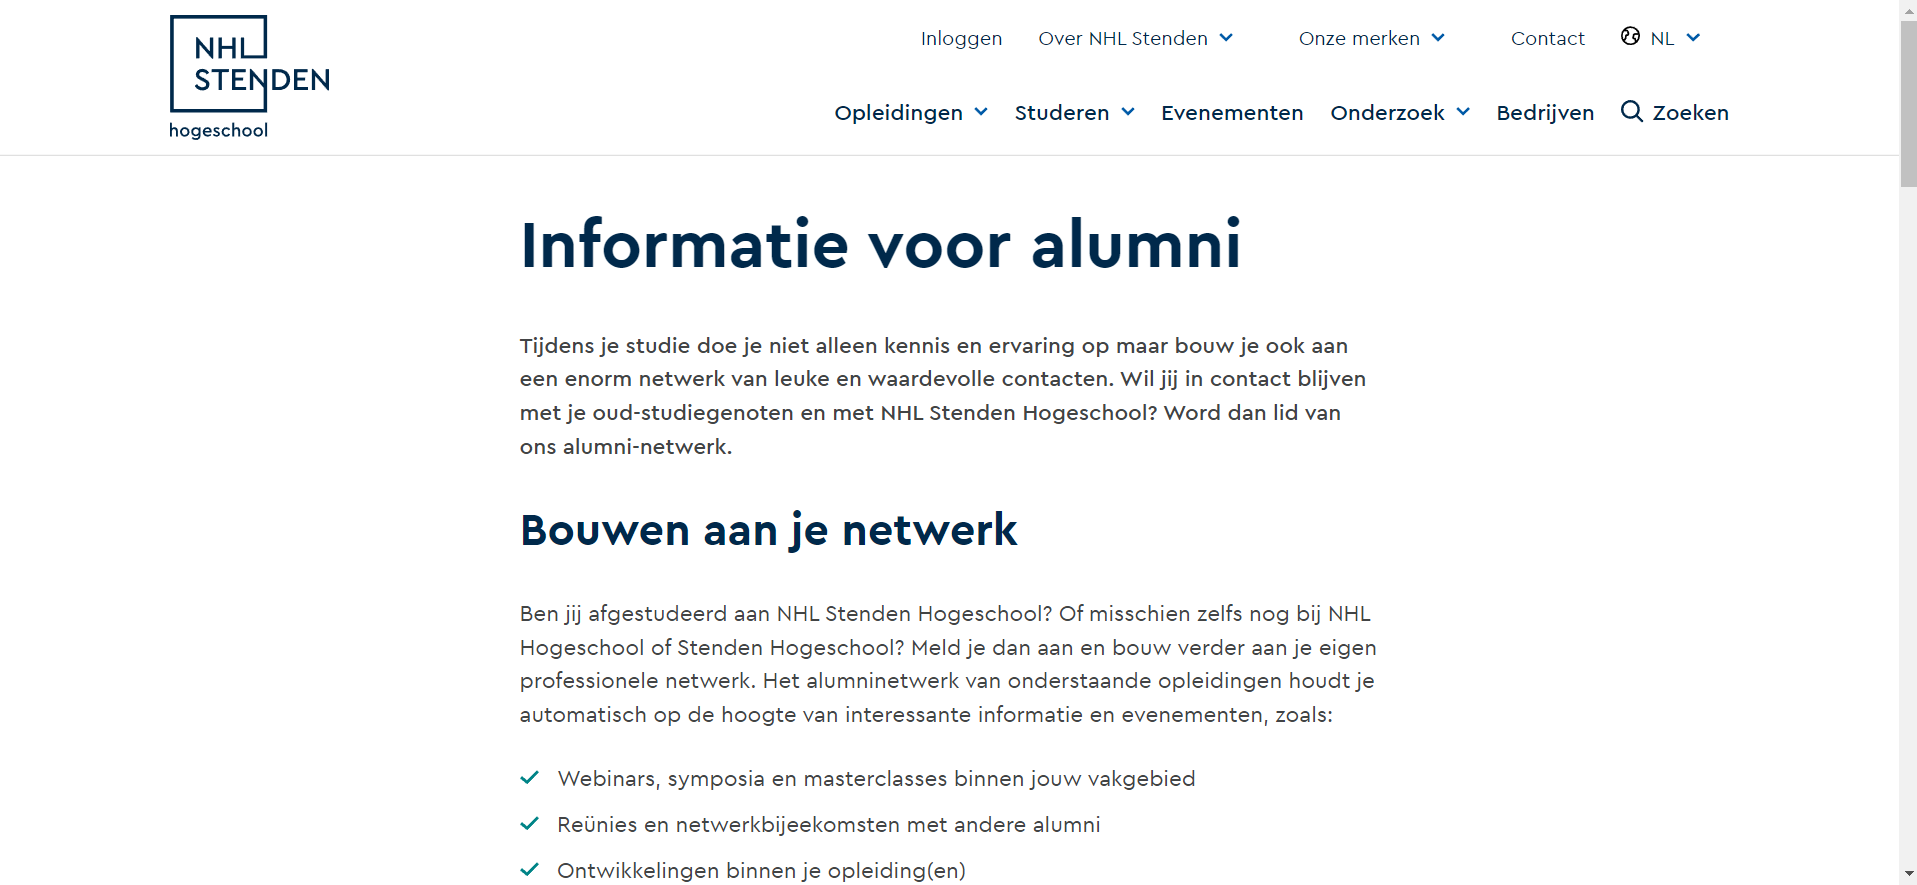 NHL
STENDEN
hogeschool
Inloggen Over NHL Stenden Onze merken Contact NL
Opleidingen Studeren Evenementen Onderzoek Bedrijven Zoeken
Informatie voor alumni
Tijdens je studie doe je niet alleen kennis en ervaring op maar bouw je ook aan
een enorm netwerk van leuke en waardevolle contacten. Wil jij in contact blijven
met je oud-studiegenoten en met NHL Stenden Hogeschool? Word dan lid van
ons alumni-netwerk.
Bouwen aan je netwerk
Ben jij afgestudeerd aan NHL Stenden Hogeschool? Of misschien zelfs nog bij NHL
Hogeschool of Stenden Hogeschool? Meld je dan aan en bouw verder aan je eigen
professionele netwerk. Het alumninetwerk van onderstaande opleidingen houdt je
automatisch op de hoogte van interessante informatie en evenementen, zoals:
Webinars, symposia en masterclasses binnen jouw vakgebied
Reünies en netwerkbijeekomsten met andere alumni
Ontwikkelingen binnen je opleiding(en)